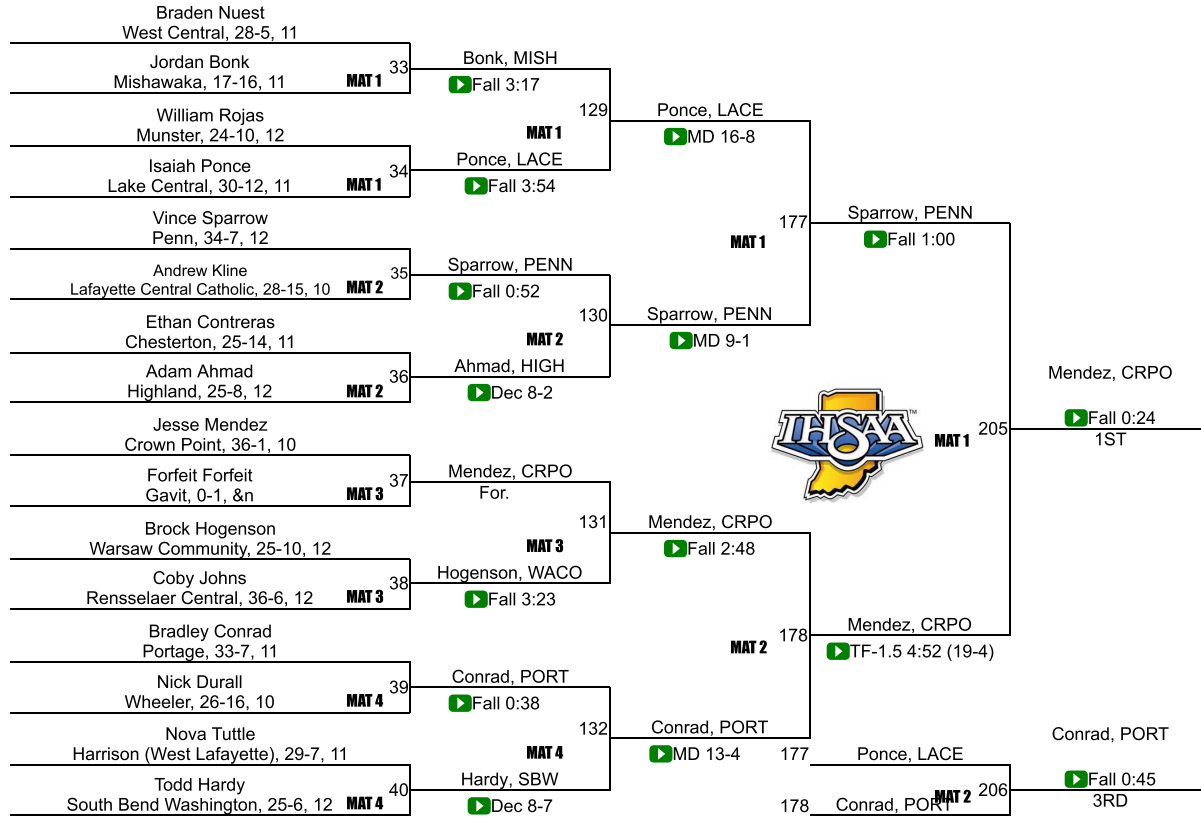 Braden Nuest
West Central, 28-5, 11
Jordan Bonk
Mishawaka, 17-16, 11
MAT 1
33
William Rojas
Munster, 24-10, 12
Isaiah Ponce
Lake Central, 30-12, 11
MAT 1
34
Vince Sparrow
Penn, 34-7, 12
Andrew Kline
Lafayette Central Catholic, 28-15, 10
MAT 2
35
Ethan Contreras
Chesterton, 25-14, 11
Adam Ahmad
Highland, 25-8, 12
MAT 2
36
Jesse Mendez
Crown Point, 36-1, 10
Forfeit Forfeit
Gavit, 0-1, &n
MAT 3
37
Brock Hogenson
Warsaw Community, 25-10, 12
Coby Johns
Rensselaer Central, 36-6, 12
MAT 3
38
Bradley Conrad
Portage, 33-7, 11
Nick Durall
Wheeler, 26-16, 10
MAT 4
39
Nova Tuttle
Harrison (West Lafayette), 29-7, 11
Todd Hardy
South Bend Washington, 25-6, 12
MAT 4
40
Bonk, MISH
Fall 3:17
129
MAT 1
Ponce, LACE
Fall 3:54
Sparrow, PENN
Fall 0:52
130
MAT 2
Ahmad, HIGH
Dec 8-2
Mendez, CRPO
For.
131
MAT 3
Hogenson, WACO
Fall 3:23
Conrad, PORT
Fall 0:38
132
MAT 4
Hardy, SBW
Dec 8-7
Ponce, LACE
MD 16-8
177
MAT 1
Sparrow, PENN
MD 9-1
Mendez, CRPO
Fall 2:48
178
MAT 2
Conrad, PORT
MD 13-4
Sparrow, PENN
Fall 1:00
IHSAA
TM
205
MAT 1
Mendez, CRPO
TF-1.5 4:52 (19-4)
Mendez, CRPO
Fall 0:24
1ST
177
Ponce, LACE
178
Conrad, PORT
MAT 2
206
Conrad, PORT
Fall 0:45
3RD